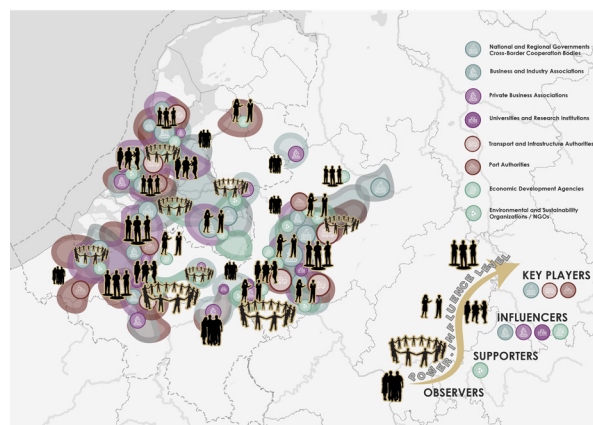 National and Regional Governments
Cross-Border Cooperation Bodies
Business and Industry Associations
Private Business Associations
Universities and Research Institutions
Transport and Infrastructure Authorities
Port Authorities
Economic Development Agencies
Environmental and Sustainability
Organizations / NGOs
POWER-INFLUENCE LEVEL
KEY PLAYERS
INFLUENCERS
SUPPORTERS
OBSERVERS